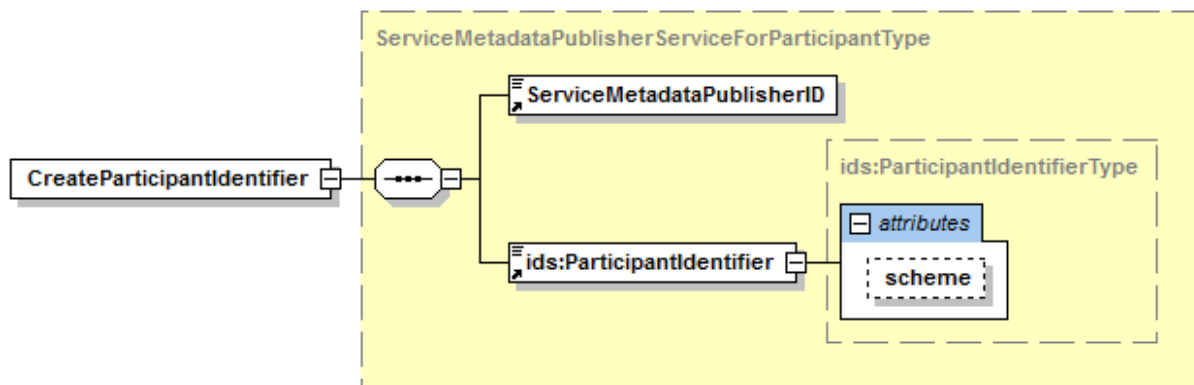 ServiceMetadataPublisherServiceForParticipantType
ServiceMetadataPublisherID
CreateParticipantIdentifier
ids:ParticipantIdentifierType
attributes
ids:ParticipantIdentifier
scheme